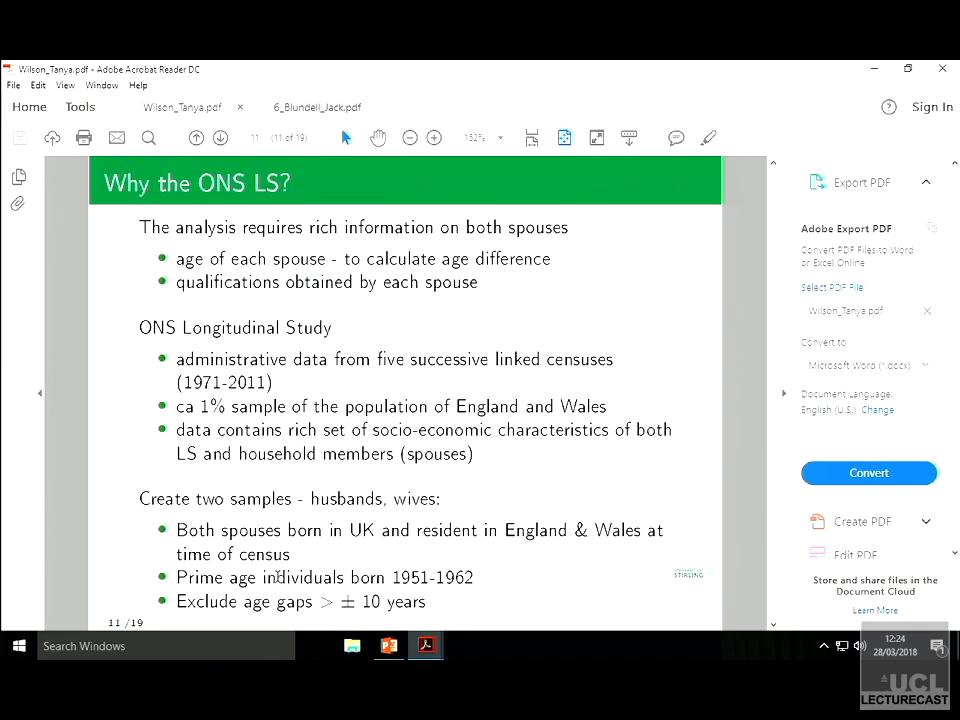 Wilson_Tanya.pdf - Adobe Acrobat Reader DC
File Edit View Window Help
Home Tools Wilson_Tanya.pdf × 6_Blundell_Jack.pdf Sign In
11 (11 of 19) 152%
Why the ONS LS?
The analysis requires rich information on both spouses
age of each spouse - to calculate age difference
qualifications obtained by each spouse
ONS Longitudinal Study
administrative data from five successive linked censuses
(1971-2011)
ca 1% sample of the population of England and Wales
data contains rich set of socio-economic characteristics of both
LS and household members (spouses)
Create two samples - husbands, wives:
Both spouses born in UK and resident in England & Wales at
time of census
Prime age individuals born 1951-1962
Exclude age gaps > ± 10 years
UNIVERSITY of
STIRLING
11 /19
Export PDF
Adobe Export PDF
Convert PDF Files to Word
or Excel Online
Select PDF File
Wilson_Tanya.pdf
Convert to
Microsoft Word (*.docx)
Document Language:
English (U.S.) Change
Convert
Create PDF
Edit PDF
Store and share files in the
Document Cloud
Learn More
Search Windows
12:24
28/03/2018
UCL
LECTURECAST